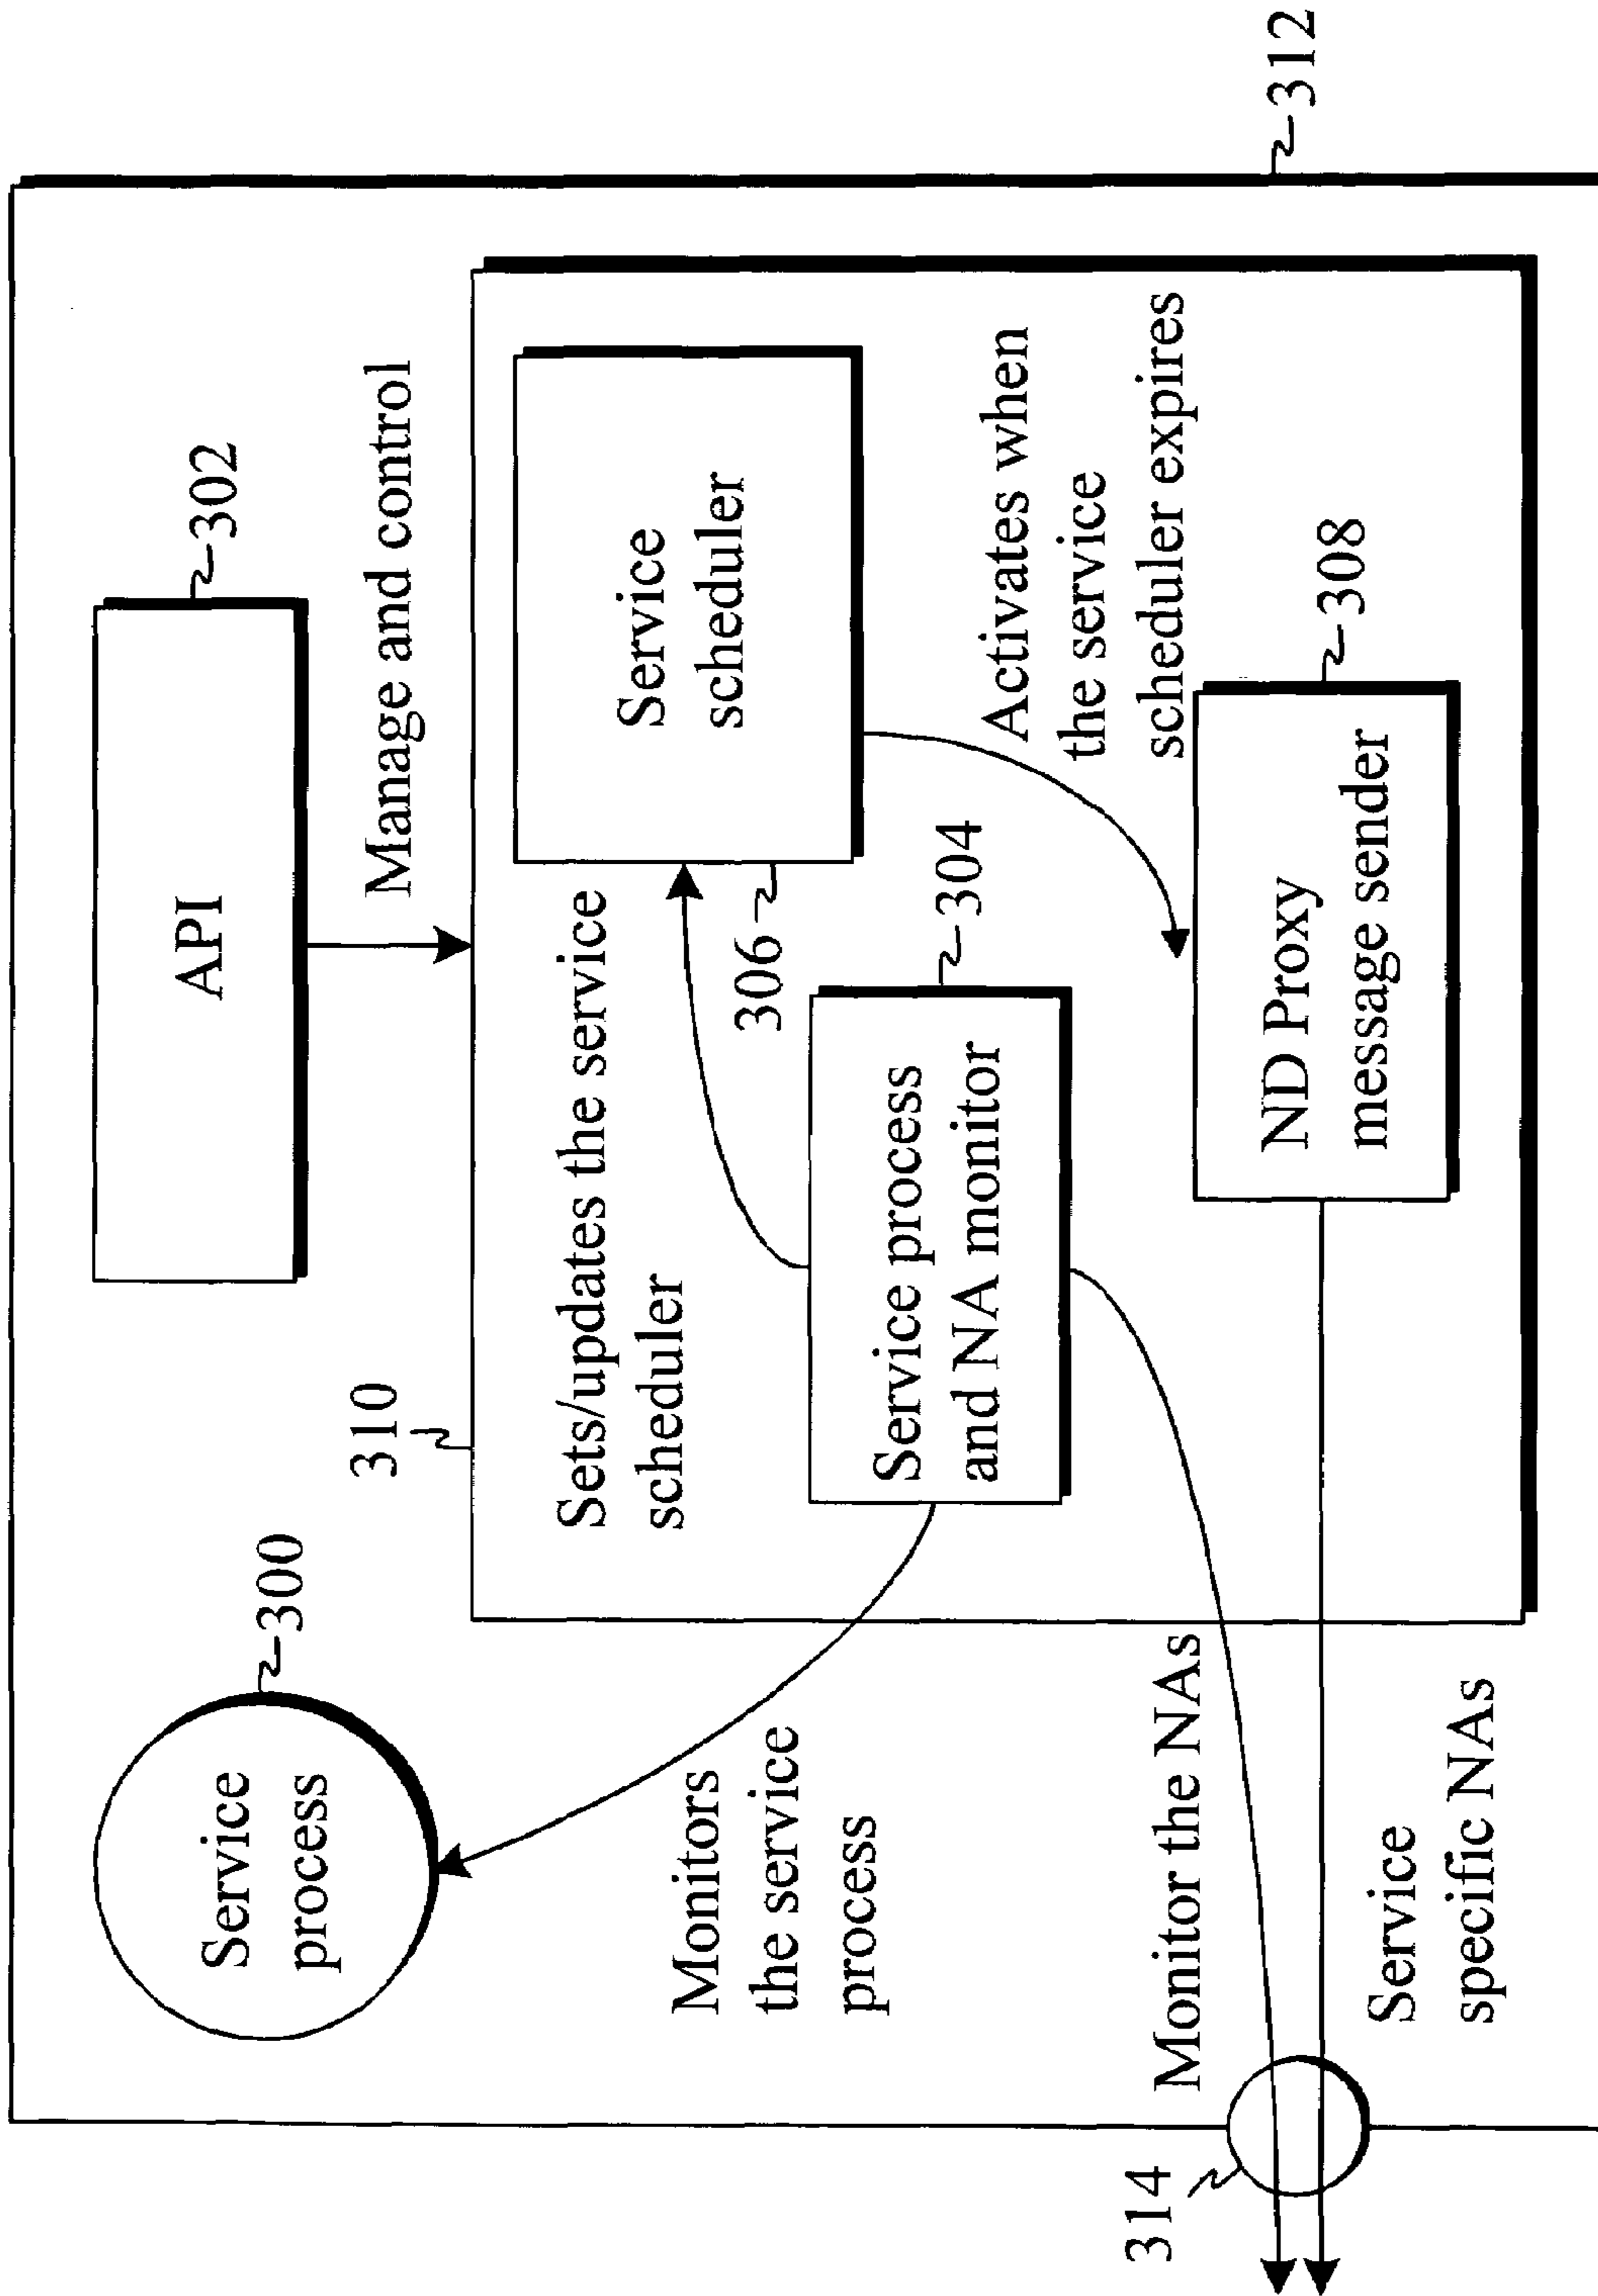 Service
process
300
API
302
Manage and control
310
Sets/updates the service
scheduler
Service
scheduler
306
Service process
and NA monitor
304
Activates when
the service
scheduler expires
ND Proxy
message sender
308
Monitors
the service
process
Monitor the NAs
Service
specific NAs
314
312